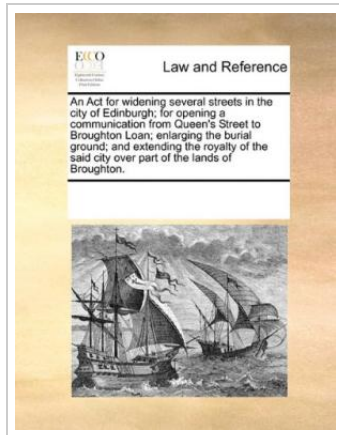 ECCO
Law and Reference
An Act for widening several streets in the
city of Edinburgh; for opening a
communication from Queen's Street to
Broughton Loan; enlarging the burial
ground; and extending the royalty of the
said city over part of the lands of
Broughton.